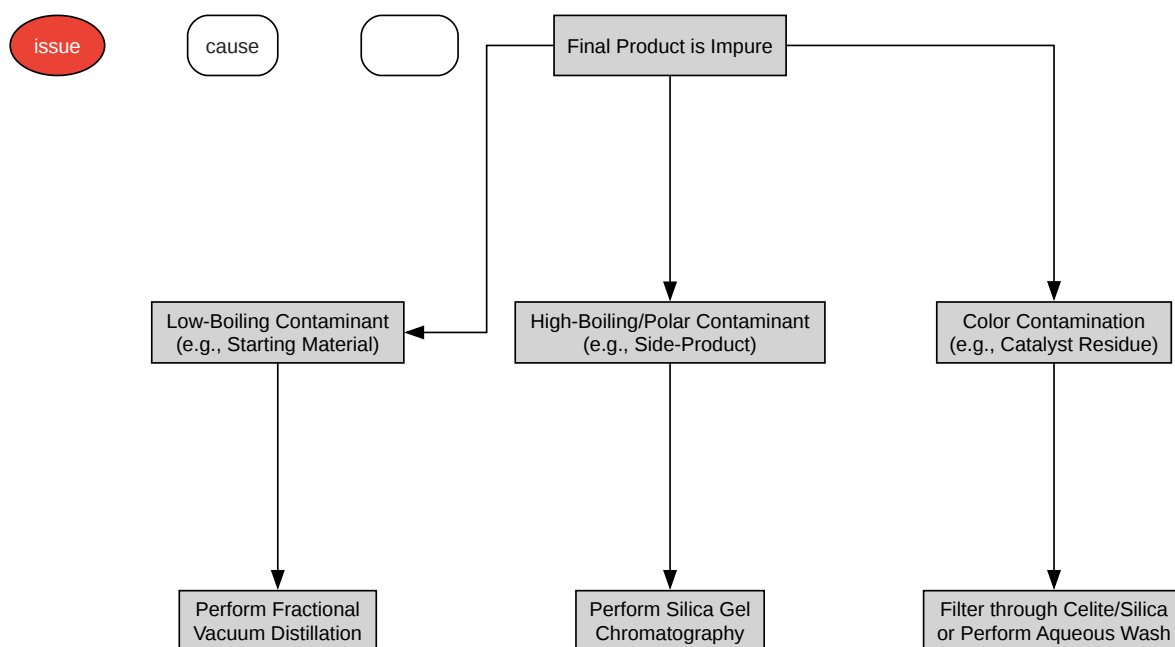 issue
cause
Final Product is Impure
Low-Boiling Contaminant
(e.g., Starting Material)
High-Boiling/Polar Contaminant
(e.g., Side-Product)
Color Contamination
(e.g., Catalyst Residue)
Perform Fractional
Vacuum Distillation
Perform Silica Gel
Chromatography
Filter through Celite/Silica
or Perform Aqueous Wash